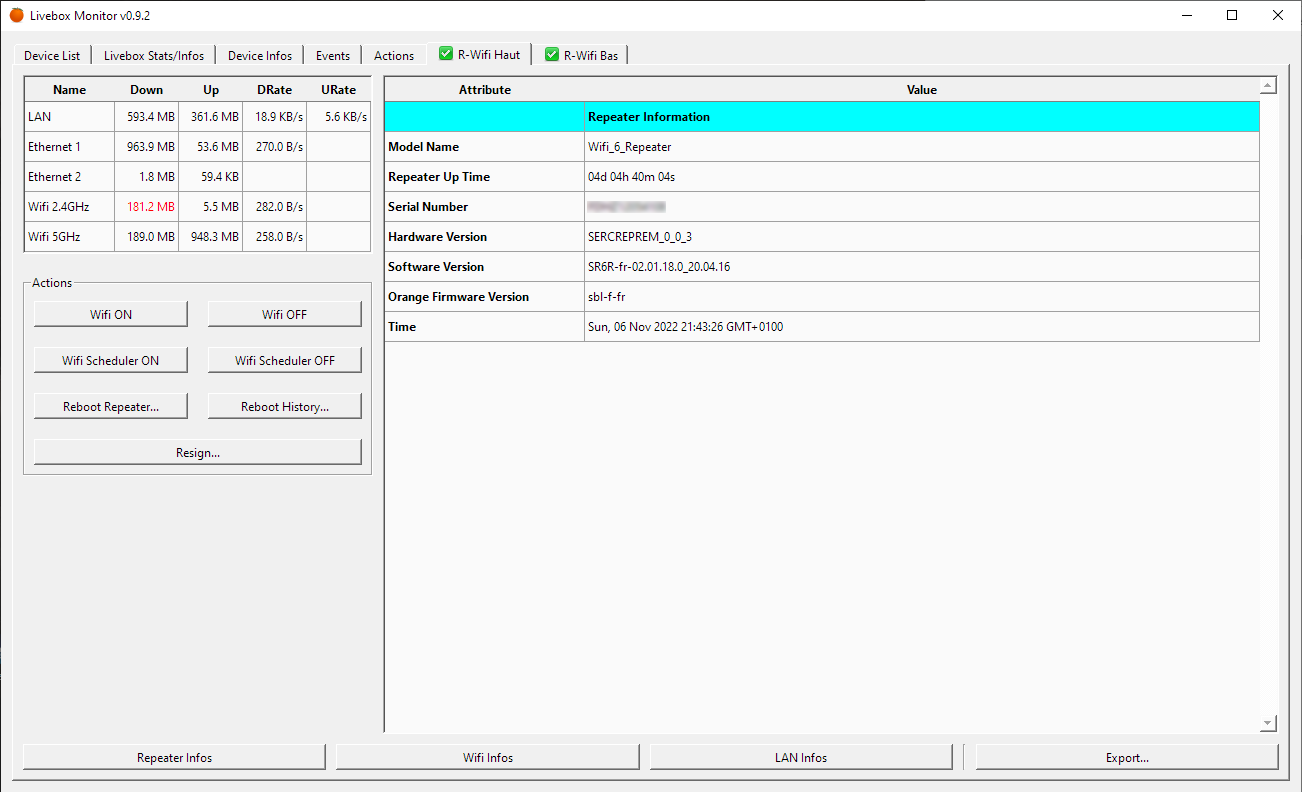 Livebox Monitor v0.9.2
Device List Livebox Stats/Infos Device Infos Events Actions R-Wifi Haut R-Wifi Bas
Name Down Up DRate URate
LAN 593.4 MB 361.6 MB 18.9 KB/s 5.6 KB/s
Ethernet 1 963.9 MB 53.6 MB 270.0 B/s
Ethernet 2 1.8 MB 59.4 KB
Wifi 2.4GHz 181.2 MB 5.5 MB 282.0 B/s
Wifi 5GHz 189.0 MB 948.3 MB 258.0 B/s
Actions
Wifi ON Wifi OFF
Wifi Scheduler ON Wifi Scheduler OFF
Reboot Repeater... Reboot History...
Resign...
Attribute Value
Repeater Information
Model Name Wifi_6_Repeater
Repeater Up Time 04d 04h 40m 04s
Serial Number
Hardware Version SERCREPREM_0_0_3
Software Version SR6R-fr-02.01.18.0_20.04.16
Orange Firmware Version sbl-f-fr
Time Sun, 06 Nov 2022 21:43:26 GMT+0100
Repeater Infos Wifi Infos LAN Infos Export...